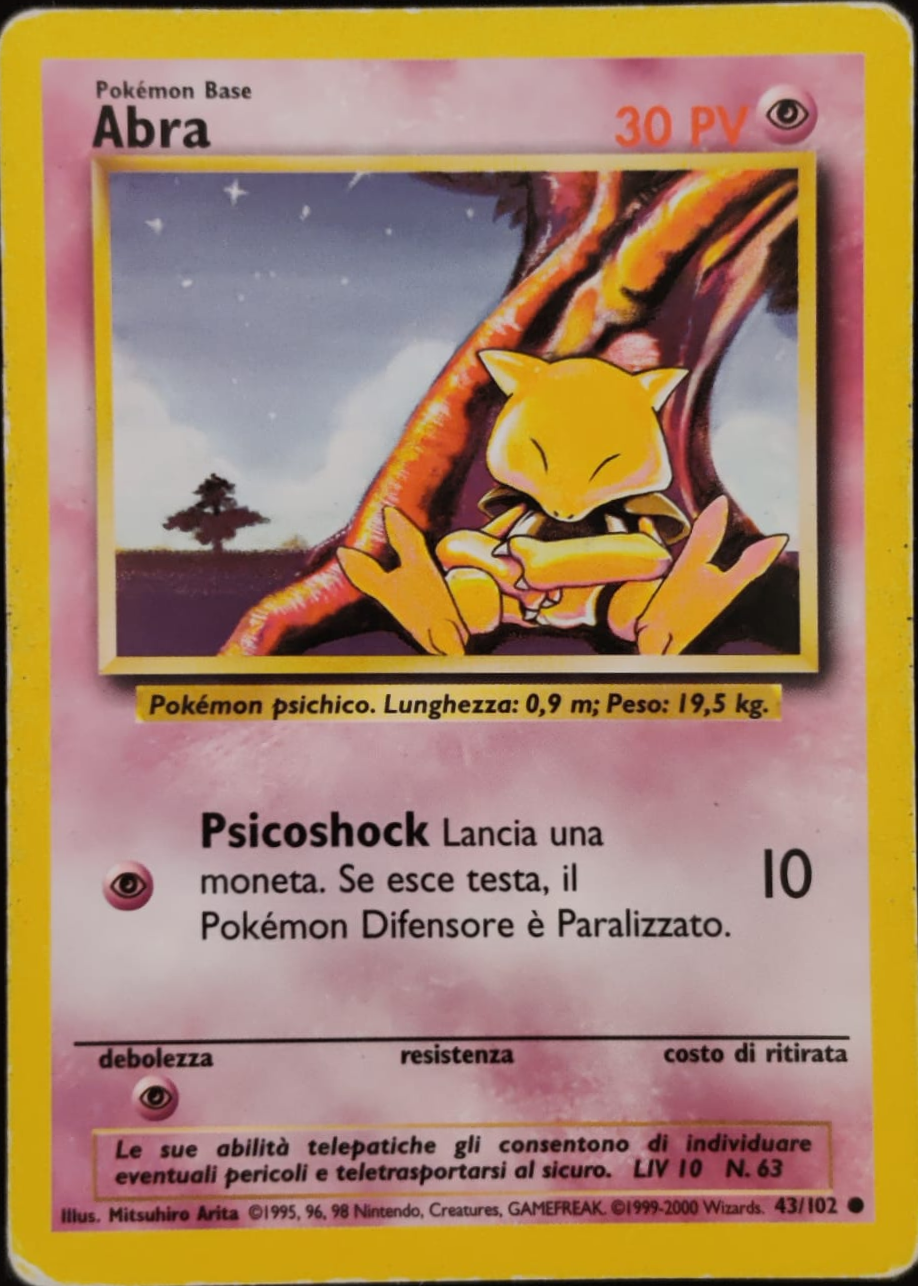 Pokémon Base
Abra
30 PV
Pokémon psichico. Lunghezza: 0,9 m; Peso: 19,5 kg.
Psicoshock Lancia una
moneta. Se esce testa, il
Pokémon Difensore è Paralizzato.
10
debolezza resistenza costo di ritirata
Le sue abilità telepatiche gli consentono di individuare
eventuali pericoli e teletrasportarsi al sicuro. LIV 10 N. 63
Illus. Mitsuhiro Arita ©1995, 96, 98 Nintendo, Creatures, GAMEFREAK. ©1999-2000 Wizards. 43/102